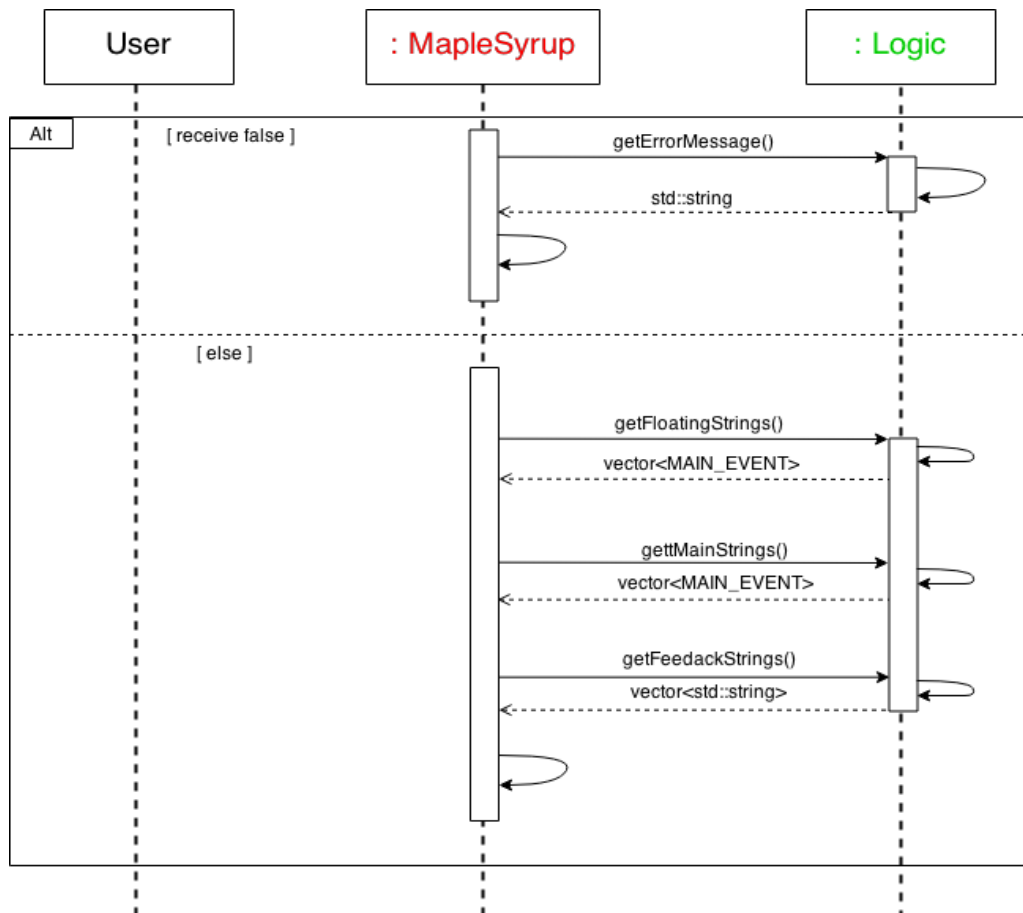 User
: MapleSyrup
: Logic
Alt
[ receive false ]
getErrorMessage()
std::string
[ else ]
getFloatingStrings()
vector<MAIN_EVENT>
gettMainStrings()
vector<MAIN_EVENT>
getFeedackStrings()
vector<std::string>